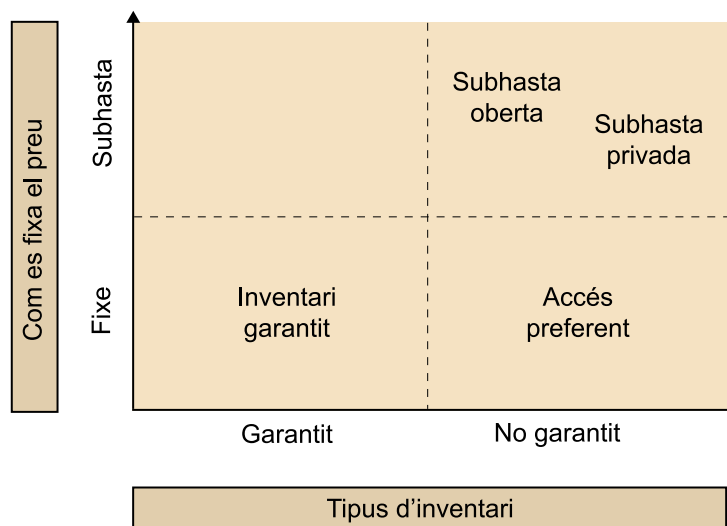 Com es fixa el preu
Subhasta
Fixe
Subhasta
oberta
Subhasta
privada
Inventari
garantit
Accés
preferent
Garantit
No garantit
Tipus d'inventari